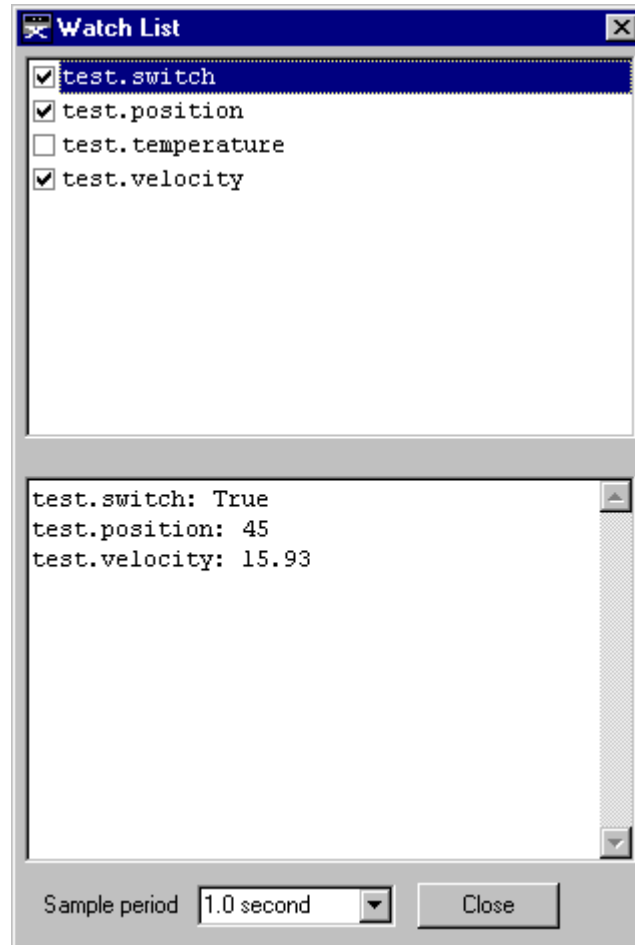 Watch List
test.switch
test.position
test.temperature
test.velocity
test.switch: True
test.position: 45
test.velocity: 15.93
Sample period 1.0 second Close